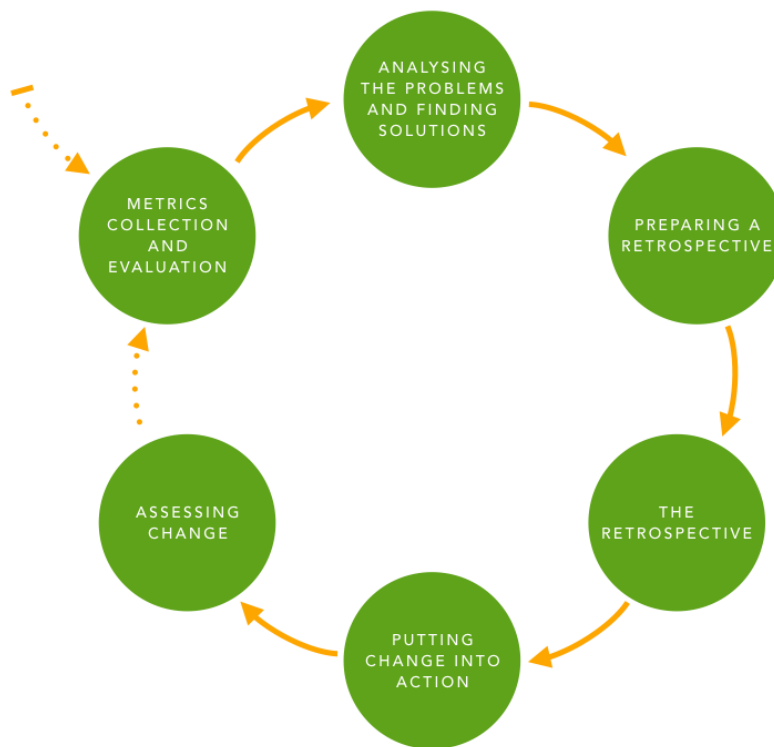 ANALYSING
THE PROBLEMS
AND FINDING
SOLUTIONS
PREPARING A
RETROSPECTIVE
THE
RETROSPECTIVE
PUTTING
CHANGE INTO
ACTION
ASSESSING
CHANGE
METRICS
COLLECTION
AND
EVALUATION